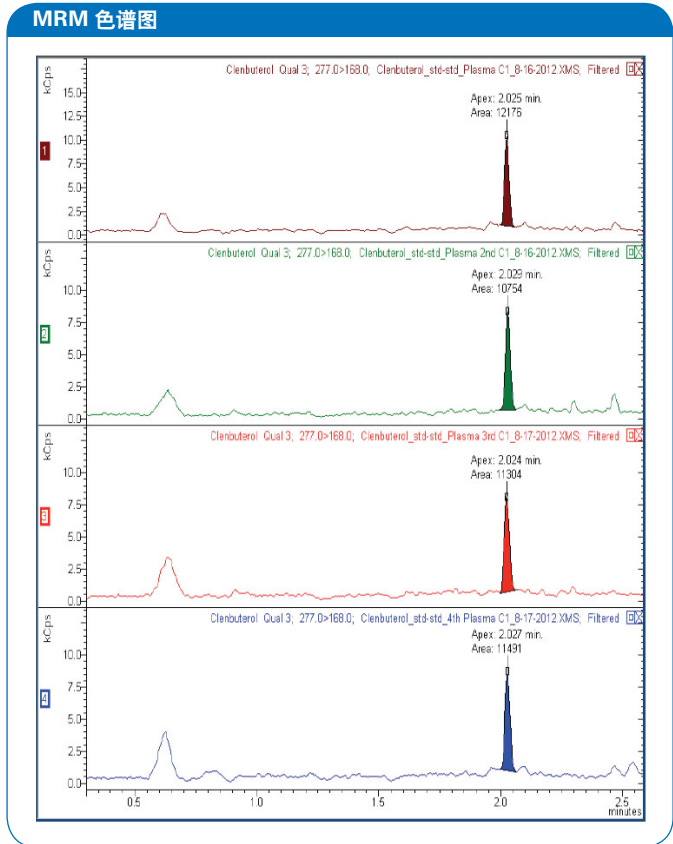 MRM 色谱图
kCps
Clenbuterol Qual 3; 277.0>168.0; Clenbuterol_std-std_Plasma C1_8-16-2012.XMS; Filtered
Apex: 2.025 min.
Area: 12176
15.0
12.5
10.0
7.5
5.0
2.5
0.0
1
kCps
Clenbuterol Qual 3; 277.0>168.0; Clenbuterol_std-std_Plasma 2nd C1_8-16-2012.XMS; Filtered
Apex: 2.029 min.
Area: 10754
10.0
7.5
5.0
2.5
0.0
2
kCps
Clenbuterol Qual 3; 277.0>168.0; Clenbuterol_std-std_Plasma 3rd C1_8-17-2012.XMS; Filtered
Apex: 2.024 min.
Area: 11304
10.0
7.5
5.0
2.5
0.0
3
kCps
Clenbuterol Qual 3; 277.0>168.0; Clenbuterol_std-std_4th Plasma C1_8-17-2012.XMS; Filtered
Apex: 2.027 min.
Area: 11491
10.0
7.5
5.0
2.5
0.0
4
0.5 1.0 1.5 2.0 2.5
minutes